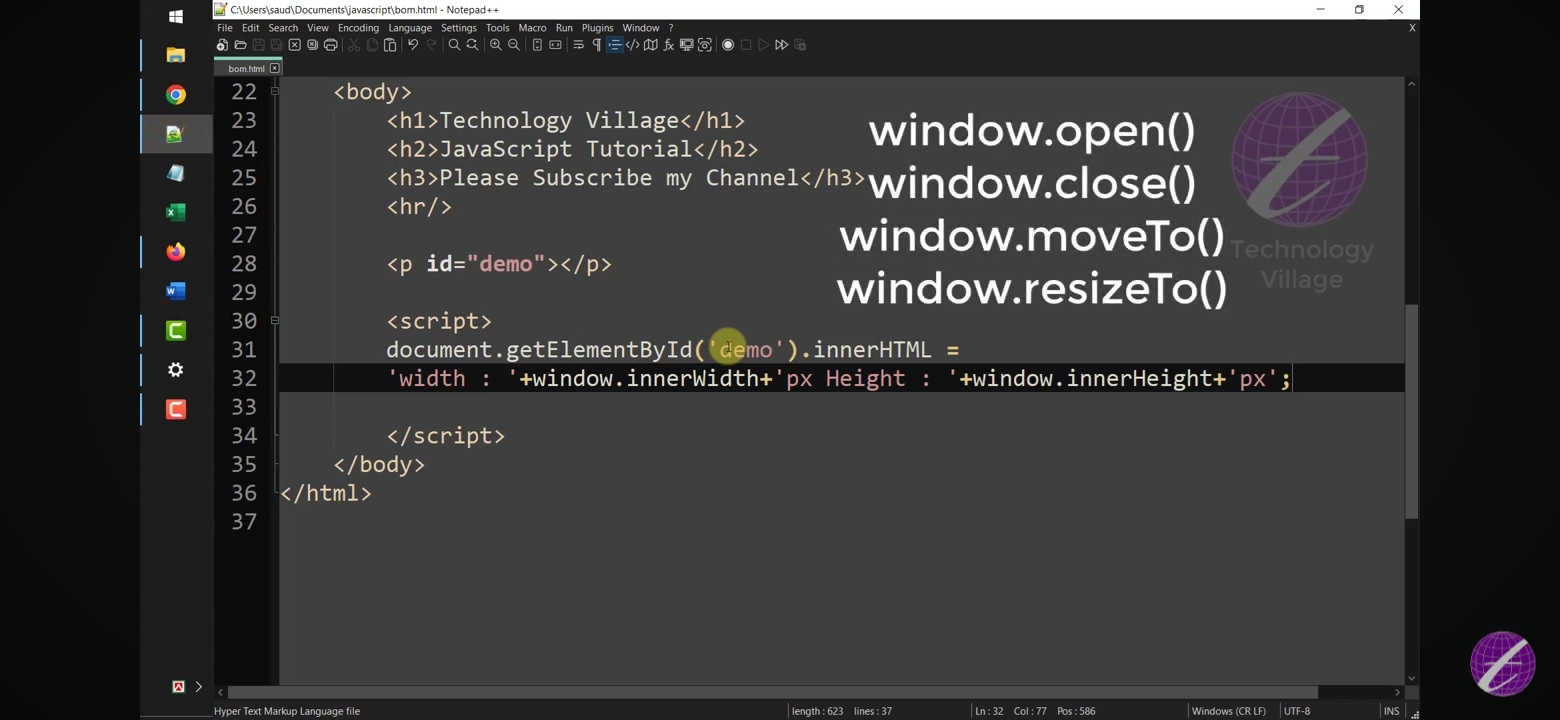 C:\Users\saud\Documents\javascript\bom.html - Notepad++
File Edit Search View Encoding Language Settings Tools Macro Run Plugins Window ? X
bom.html
22 <body>
23 <h1>Technology Village</h1>
24 <h2>JavaScript Tutorial</h2>
25 <h3>Please Subscribe my Channel</h3>
26 <hr/>
27
28 <p id="demo"></p>
29
30 <script>
31 document.getElementById('demo').innerHTML =
32 'width : '+window.innerWidth+'px Height : '+window.innerHeight+'px';
33
34 </script>
35 </body>
36 </html>
37
window.open()
window.close()
window.moveTo()
window.resizeTo()
Technology
Village
Hyper Text Markup Language file length : 623 lines : 37 Ln : 32 Col : 77 Pos : 586 Windows (CR LF) UTF-8 INS